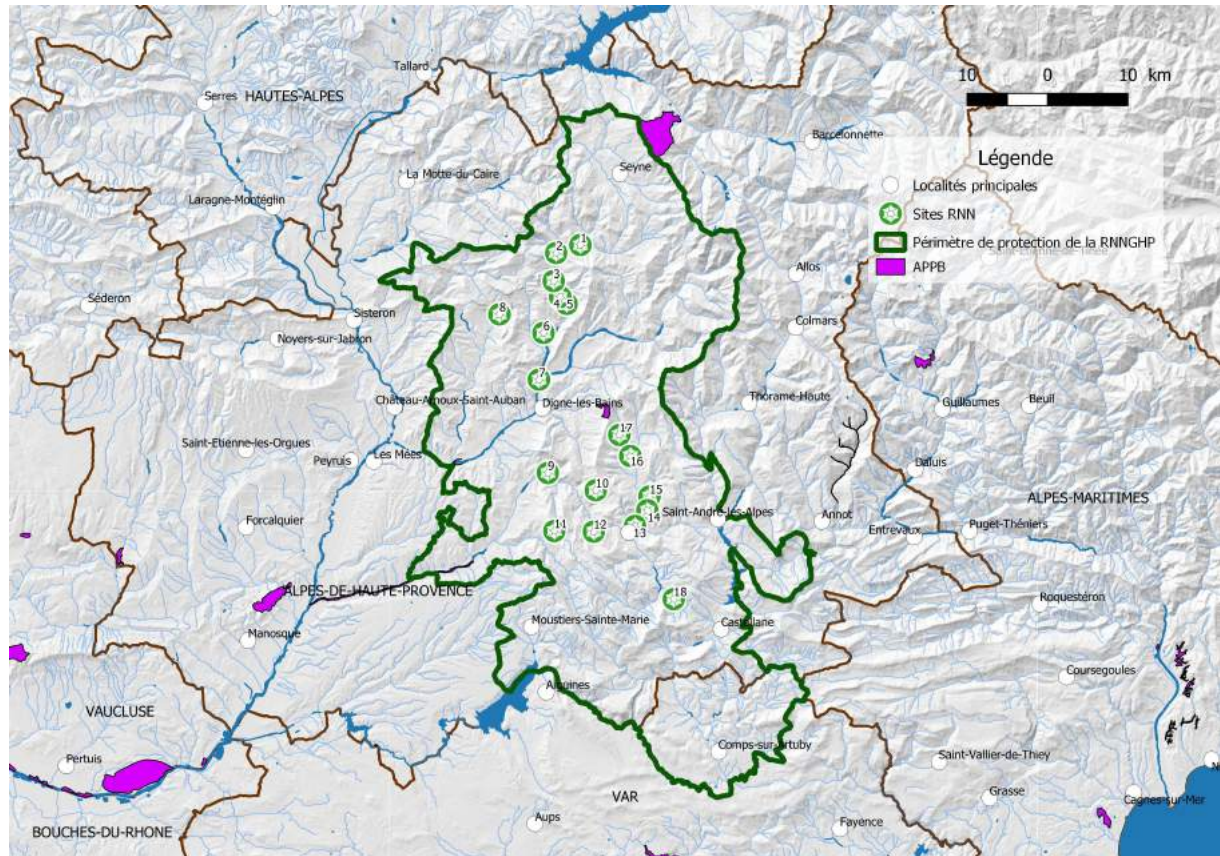 Tallard
10 0 10 km
Serres
HAUTES-ALPES
Barcelonnette
Légende
Seyne
La Motte-du-Caire
Localités principales
Laragne-Montéglin
Sites RNN
Périmètre de protection de la RNNGHP
1
2
Allos
APPB
3
Séderon
4
5
8
Sisteron
6
Colmars
Noyers-sur-Jabron
7
Château-Arnoux-Saint-Auban
Digne-les-Bains
Thorame-Haute
Guillaumes
Beuil
17
Saint-Etienne-les-Orgues
Peyruis
Les Mées
16
9
Daluis
10
15
ALPES-MARITIMES
14
Saint-André-les-Alpes
Forcalquier
11
12
13
Annot
Entrevaux
Puget-Théniers
ALPES-DE-HAUTE-PROVENCE
18
Roquestéron
Manosque
Moustiers-Sainte-Marie
Castellane
Coursegoules
Aiguines
VAUCLUSE
Pertuis
Comps-sur-Artuby
Saint-Vallier-de-Thiey
VAR
Grasse
Cagnes-sur-Mer
BOUCHES-DU-RHONE
Aups
Fayence